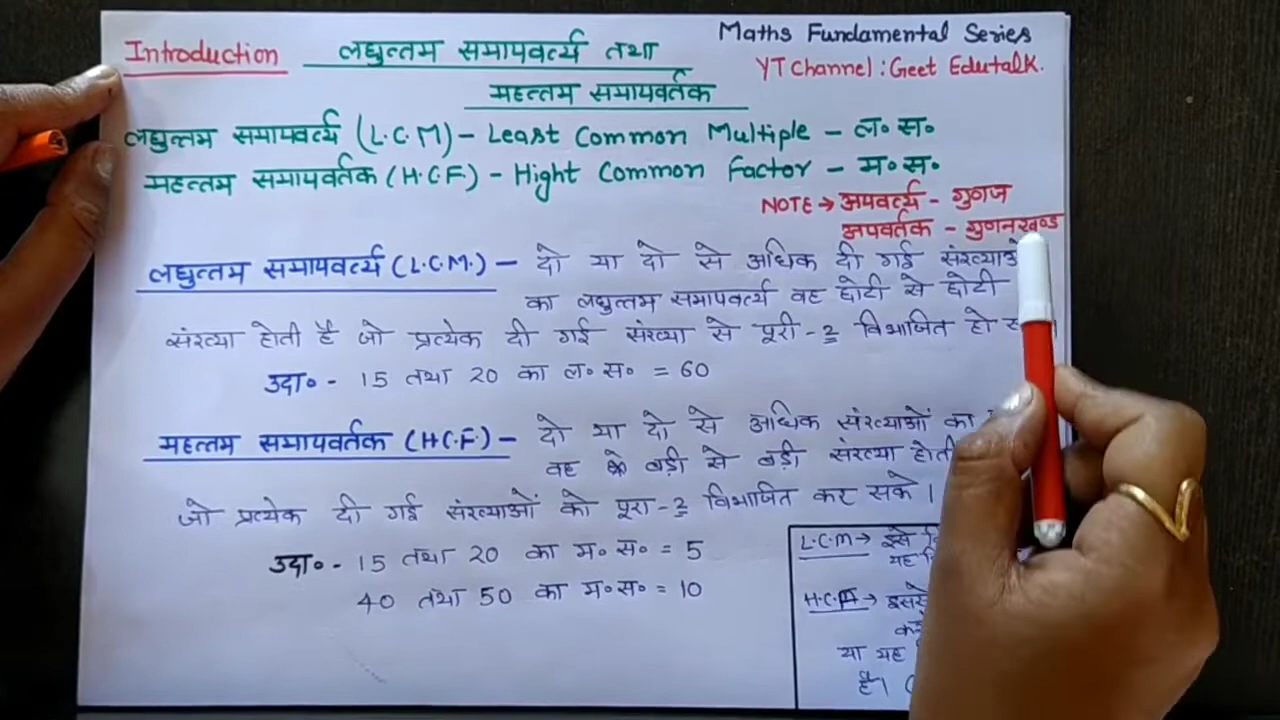 Introduction लघुत्तम समापवर्त्य तथा
महत्तम समापवर्तक
Maths Fundamental Series
YT Channel : Geet Edutalk.
लघुत्तम समापवर्त्य (L.C.M) - Least Common Multiple - ल॰ स॰
महत्तम समापवर्तक (H.C.F) - Hight Common Factor - म॰ स॰
NOTE → अपवर्त्य - गुणज
अपवर्तक - गुणनखण्ड
लघुत्तम समापवर्त्य (L.C.M.) - दो या दो से अधिक दी गई
का लघुत्तम समापवर्त्य वह छोटी से छोटी
संख्या होती है जो प्रत्येक दी गई संख्या से पूरी-२ विभाजित हो
उदा॰ - 15 तथा 20 का ल॰ स॰ = 60
महत्तम समापवर्तक (H.C.F.) - दो या दो से अधिक संख्याओं का
वह बड़ी से बड़ी संख्या
जो प्रत्येक दी गई संख्याओं को पूरा-२ विभाजित कर सके ।
उदा॰ - 15 तथा 20 का म॰ स॰ = 5
40 तथा 50 का म॰ स॰ = 10
L.C.M →
यह
H.C.F →
या यह
है।